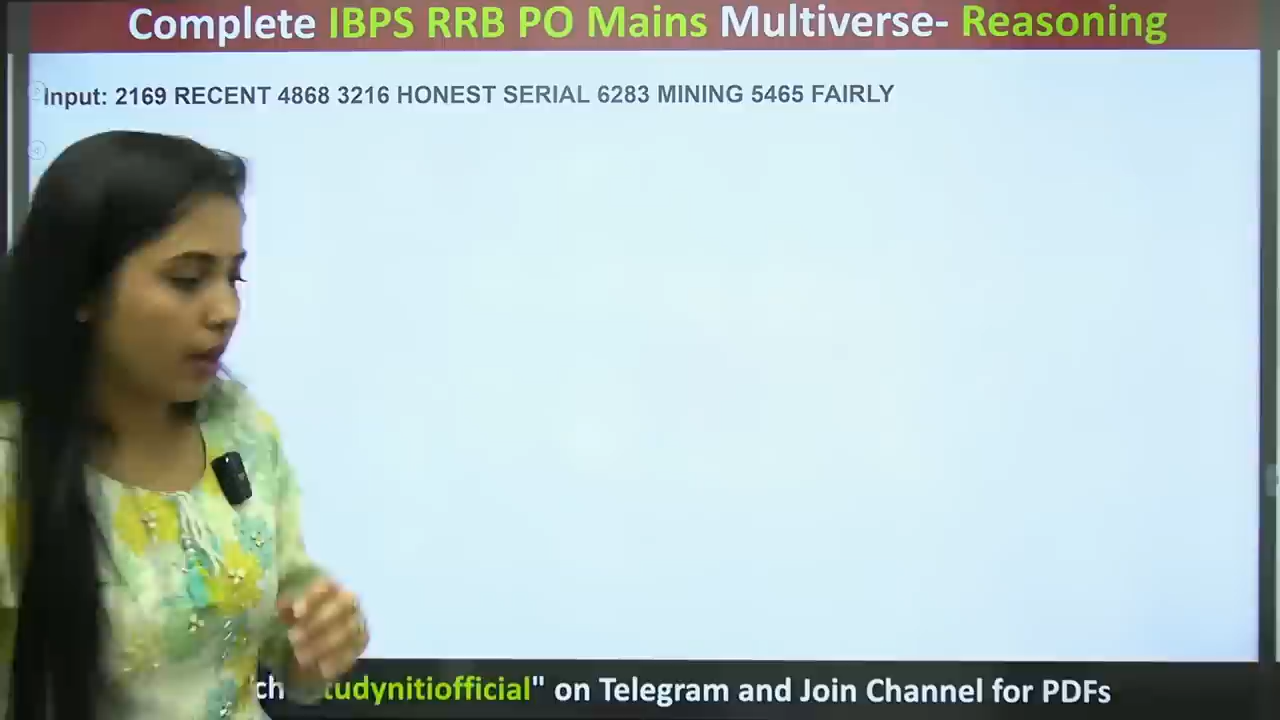 Complete IBPS RRB PO Mains Multiverse- Reasoning
Input: 2169 RECENT 4868 3216 HONEST SERIAL 6283 MINING 5465 FAIRLY
on Telegram and Join Channel for PDFs